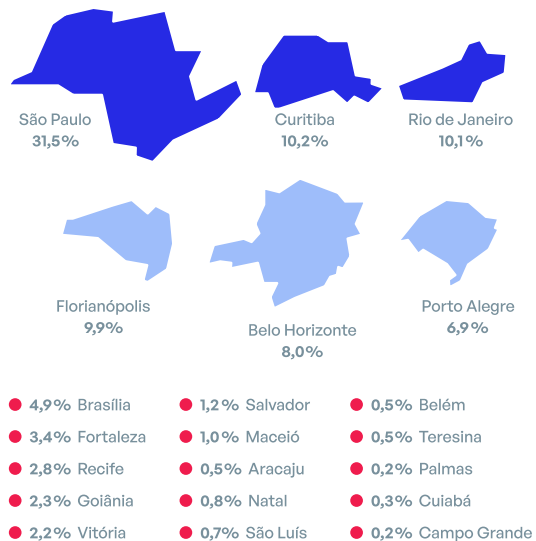 São Paulo
31,5%
Curitiba
10,2%
Rio de Janeiro
10,1%
Florianópolis
9,9%
Belo Horizonte
8,0%
Porto Alegre
6,9%
4,9% Brasília
3,4% Fortaleza
2,8% Recife
2,3% Goiânia
2,2% Vitória
1,2% Salvador
1,0% Maceió
0,5% Aracaju
0,8% Natal
0,7% São Luís
0,5% Belém
0,5% Teresina
0,2% Palmas
0,3% Cuiabá
0,2% Campo Grande